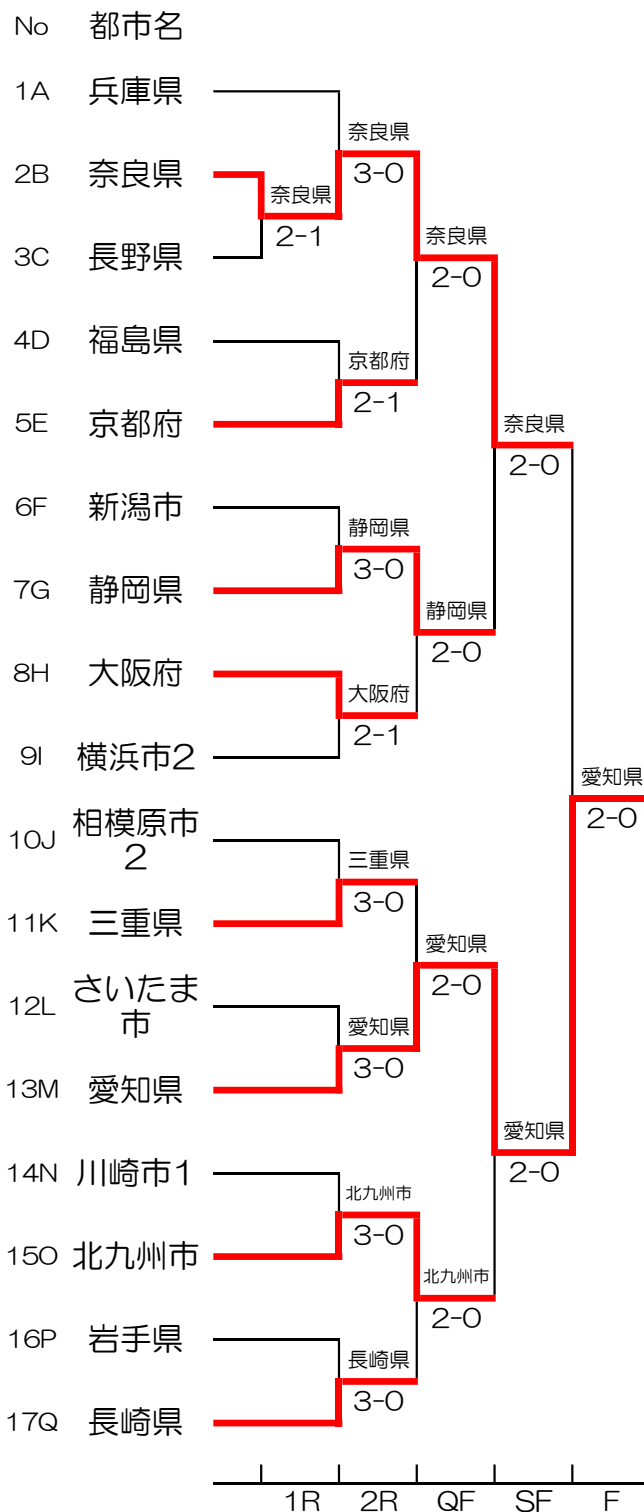 No 都市名
1A 兵庫県
奈良県
2B 奈良県
3-0
奈良県
2-1
奈良県
3C 長野県
2-0
4D 福島県
京都府
2-1
5E 京都府
奈良県
2-0
6F 新潟市
静岡県
3-0
7G 静岡県
静岡県
2-0
8H 大阪府
大阪府
2-1
9I 横浜市2
愛知県
2-0
10J 相模原市
2
三重県
3-0
11K 三重県
愛知県
2-0
12L さいたま
市
愛知県
3-0
13M 愛知県
愛知県
2-0
14N 川崎市1
北九州市
3-0
15O 北九州市
北九州市
2-0
16P 岩手県
長崎県
3-0
17Q 長崎県
1R 2R QF SF F